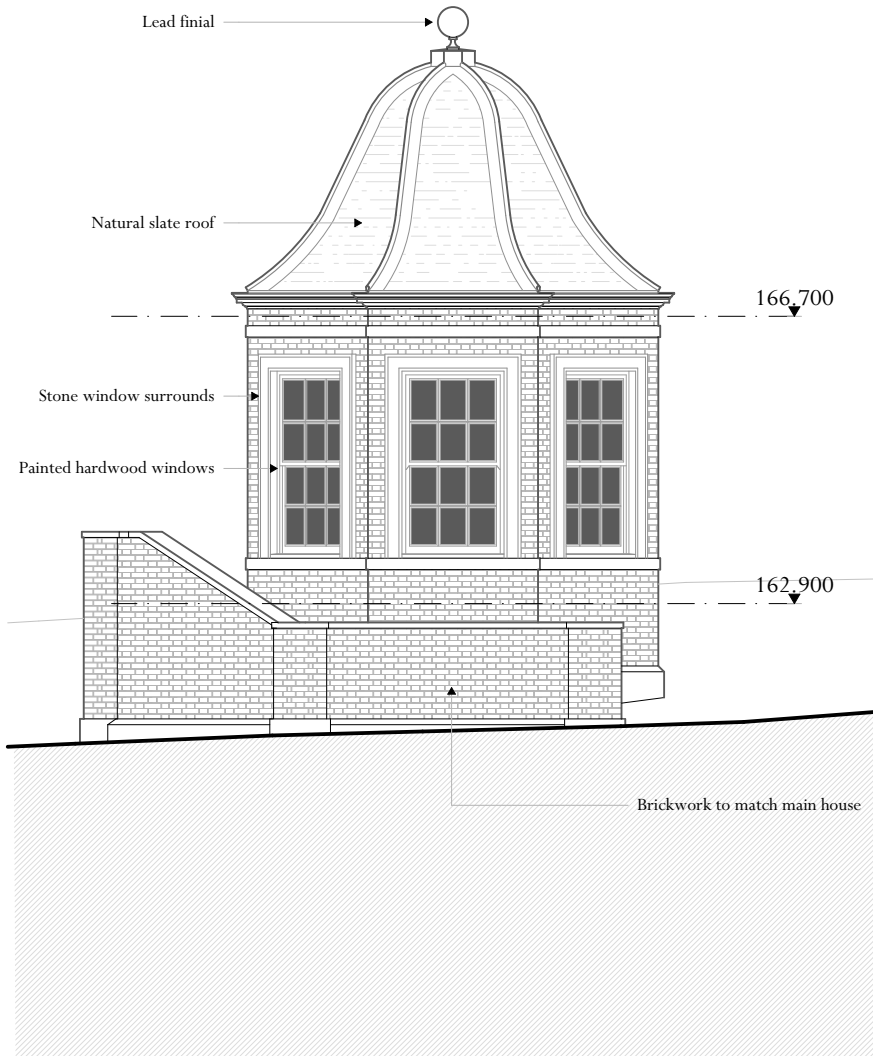 Lead finial
Natural slate roof
166.700
Stone window surrounds
Painted hardwood windows
162.900
Brickwork to match main house